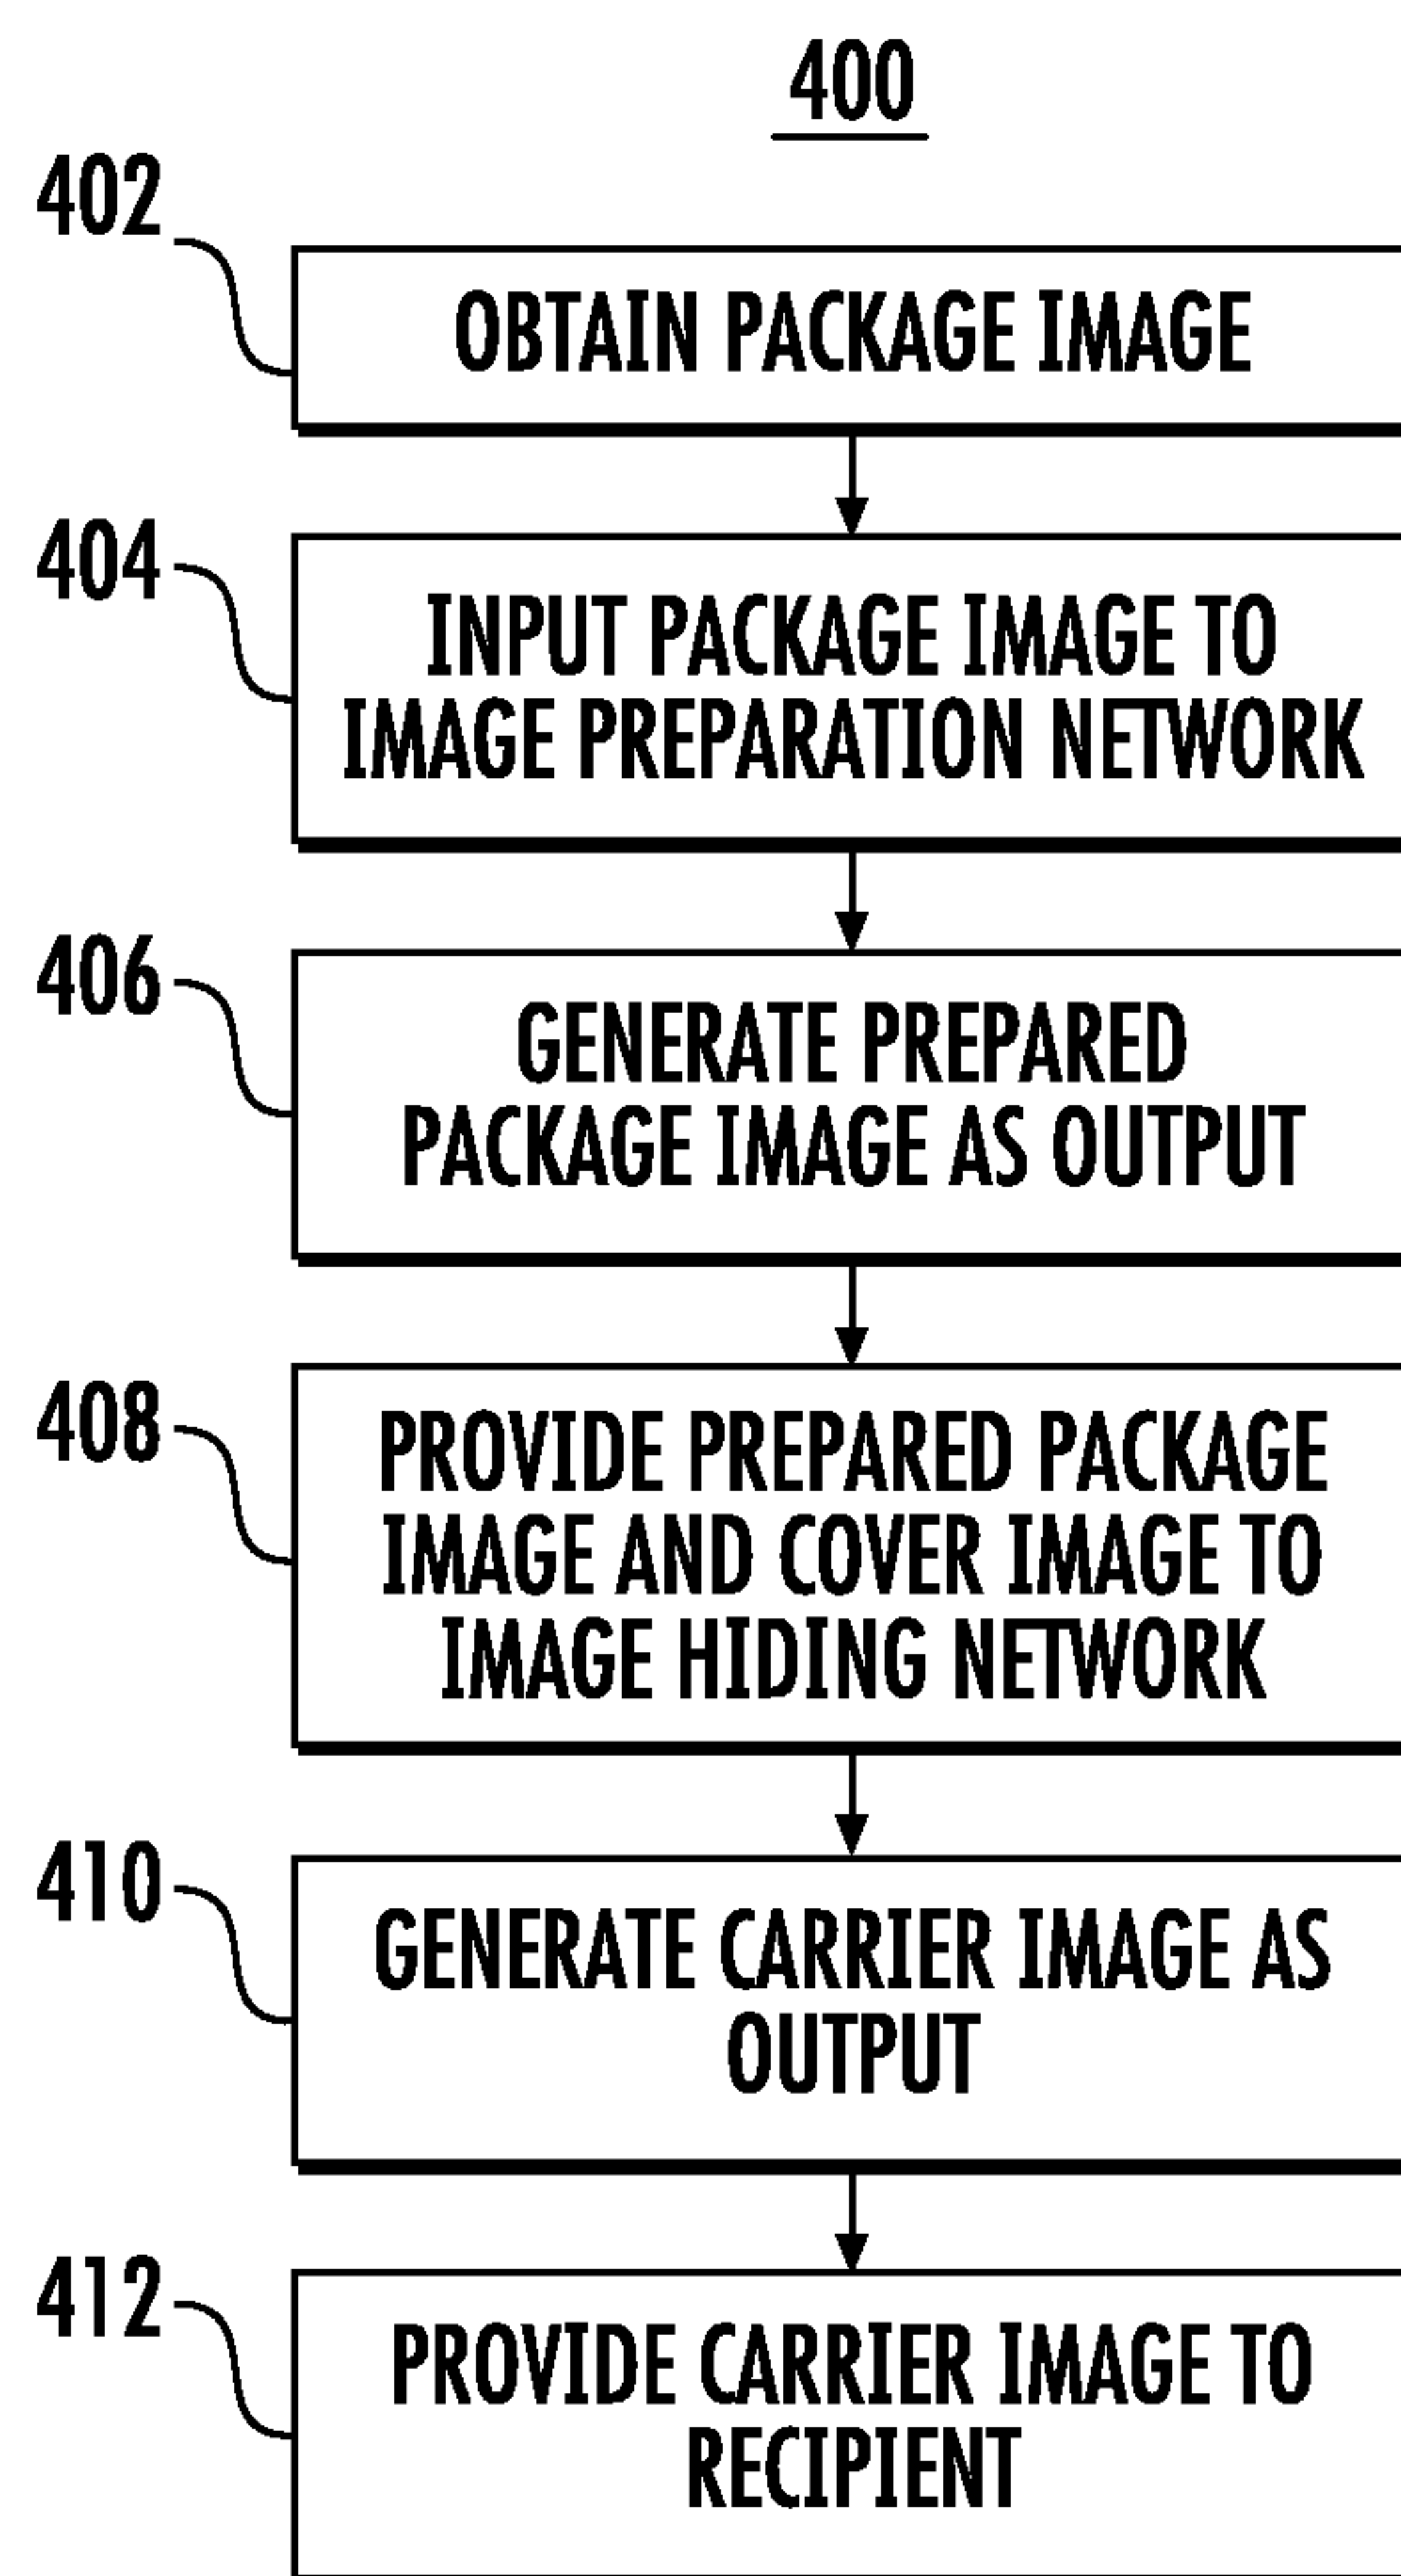 400
402
OBTAIN PACKAGE IMAGE
404
INPUT PACKAGE IMAGE TO
IMAGE PREPARATION NETWORK
406
GENERATE PREPARED
PACKAGE IMAGE AS OUTPUT
408
PROVIDE PREPARED PACKAGE
IMAGE AND COVER IMAGE TO
IMAGE HIDING NETWORK
410
GENERATE CARRIER IMAGE AS
OUTPUT
412
PROVIDE CARRIER IMAGE TO
RECIPIENT